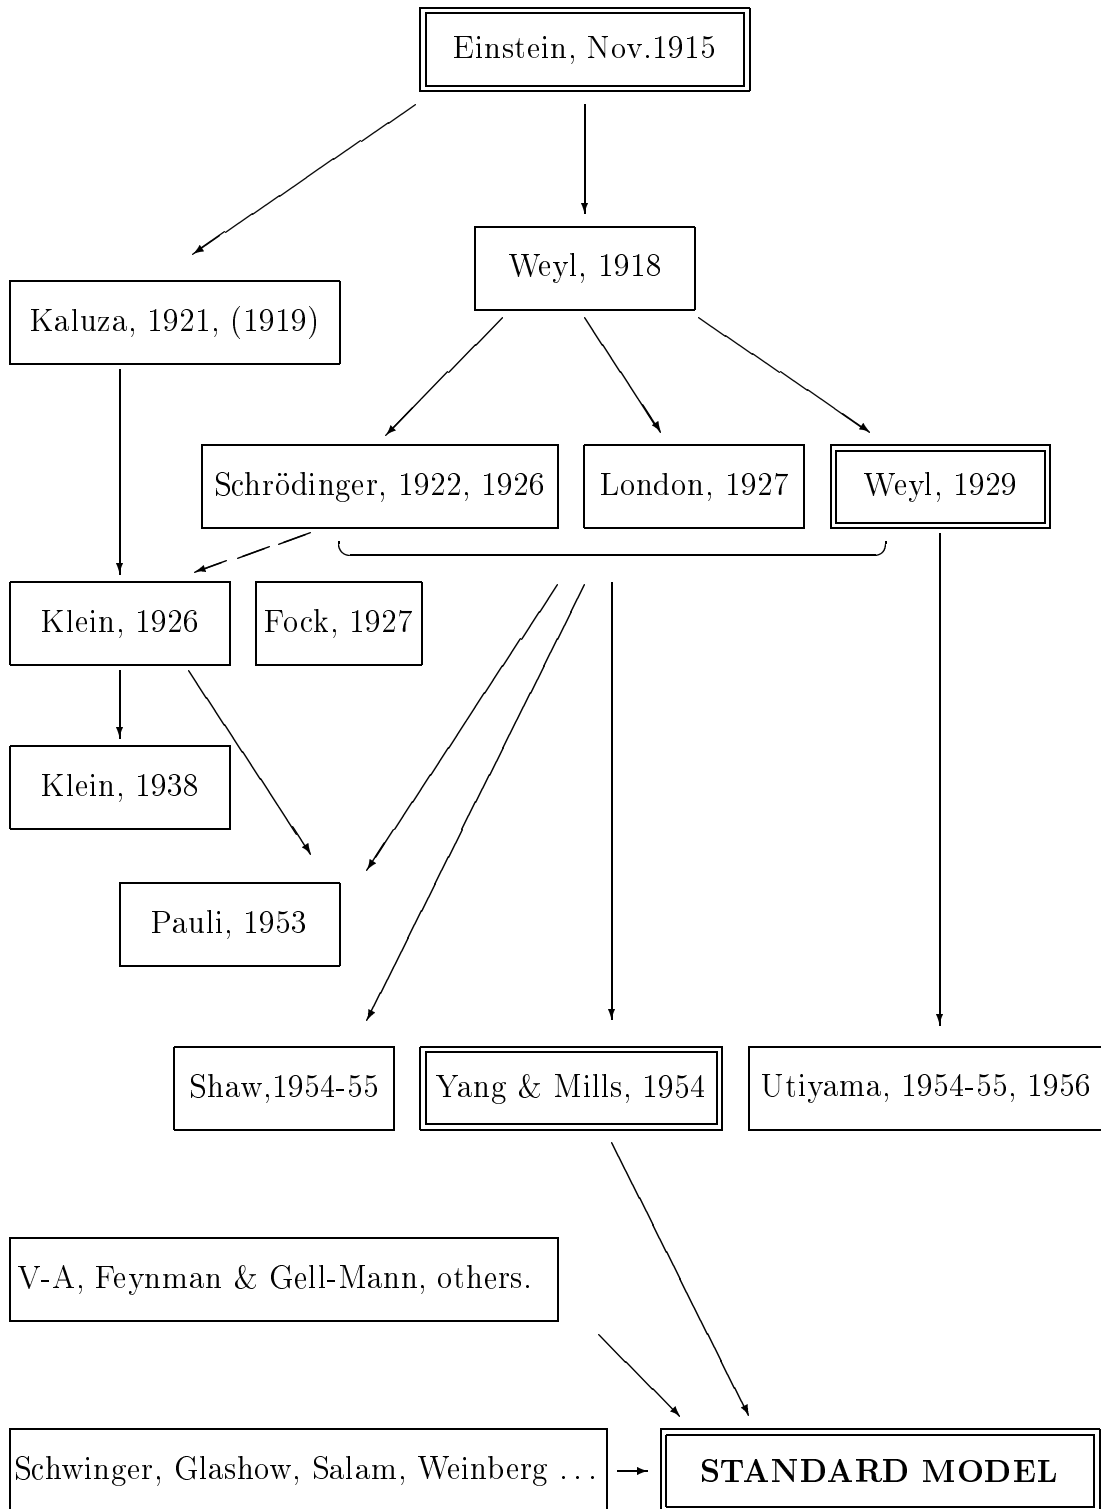 Einstein, Nov.1915
Weyl, 1918
Kaluza, 1921, (1919)
Schrödinger, 1922, 1926
London, 1927
Weyl, 1929
Klein, 1926
Fock, 1927
Klein, 1938
Pauli, 1953
Shaw,1954-55
Yang & Mills, 1954
Utiyama, 1954-55, 1956
V-A, Feynman & Gell-Mann, others.
Schwinger, Glashow, Salam, Weinberg ...
STANDARD MODEL